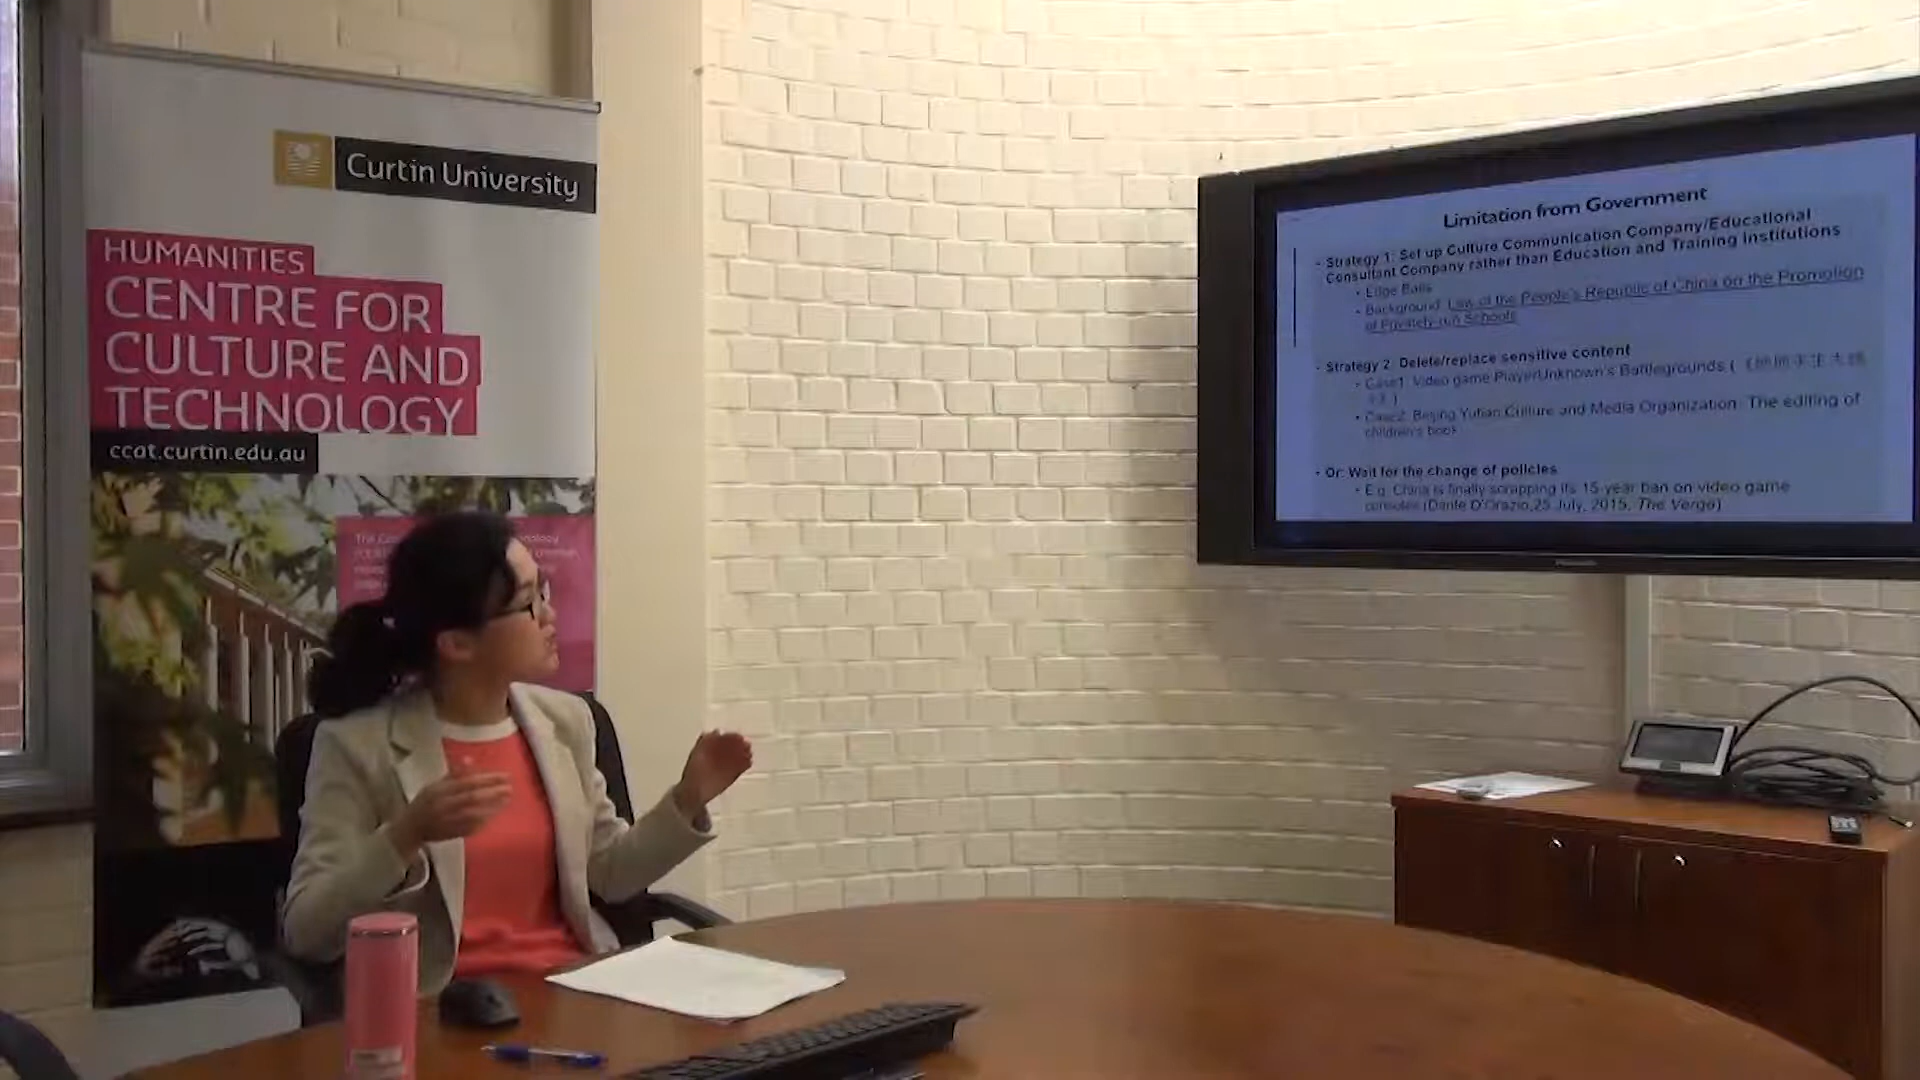 Curtin University
HUMANITIES
CENTRE FOR
CULTURE AND
TECHNOLOGY
ccat.curtin.edu.au
Limitation from Government
- Strategy 1: Set up Culture Communication Company/Educational
Consultant Company rather than Education and Training Institutions
• Edge Balls
• Background: Law of the People's Republic of China on the Promotion
of Privately-run Schools
- Strategy 2: Delete/replace sensitive content
• Case1: Video game PlayerUnknown's Battlegrounds (
• Case2: Beijing Yutian Culture and Media Organization: The editing of
children's book
- Or: Wait for the change of policies
• E.g. China is finally scrapping its 15-year ban on video game
consoles (Dante D'Orazio,25 July, 2015, The Verge)